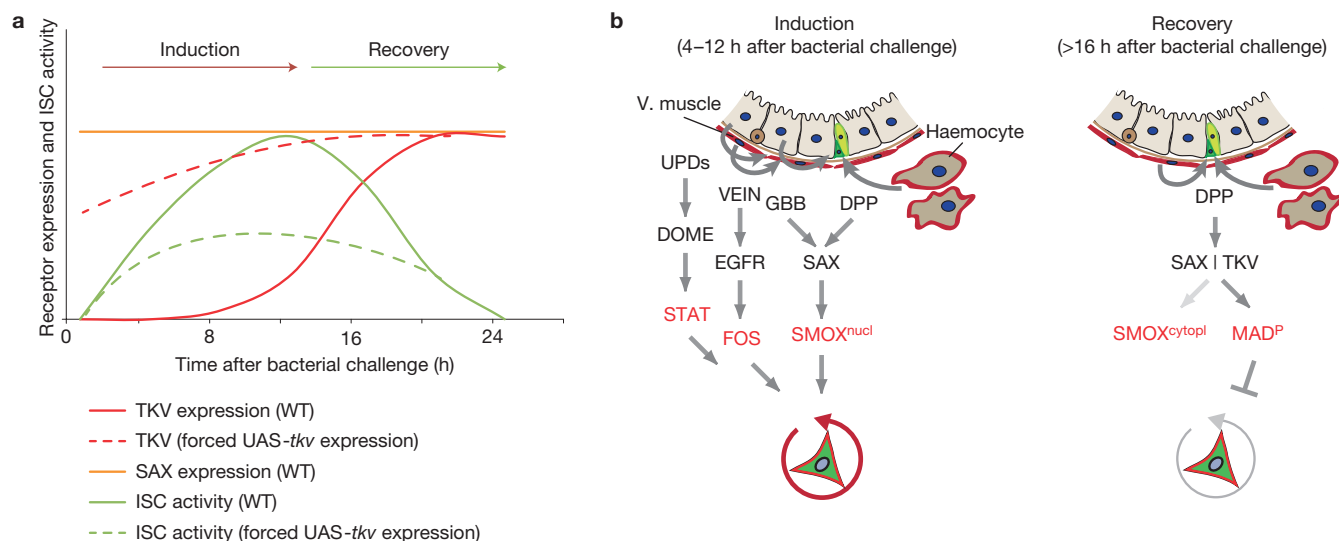 a
Receptor expression and ISC activity
Induction
Recovery
0
8
16
24
Time after bacterial challenge (h)
TKV expression (WT)
TKV (forced UAS-tkv expression)
SAX expression (WT)
ISC activity (WT)
ISC activity (forced UAS-tkv expression)
b
Induction
(4–12 h after bacterial challenge)
V. muscle
Haemocyte
UPDs
VEIN
GBB
DPP
DOME
EGFR
SAX
STAT
FOS
SMOXnucl
Recovery
(>16 h after bacterial challenge)
DPP
SAX | TKV
SMOXcytopl
MADP